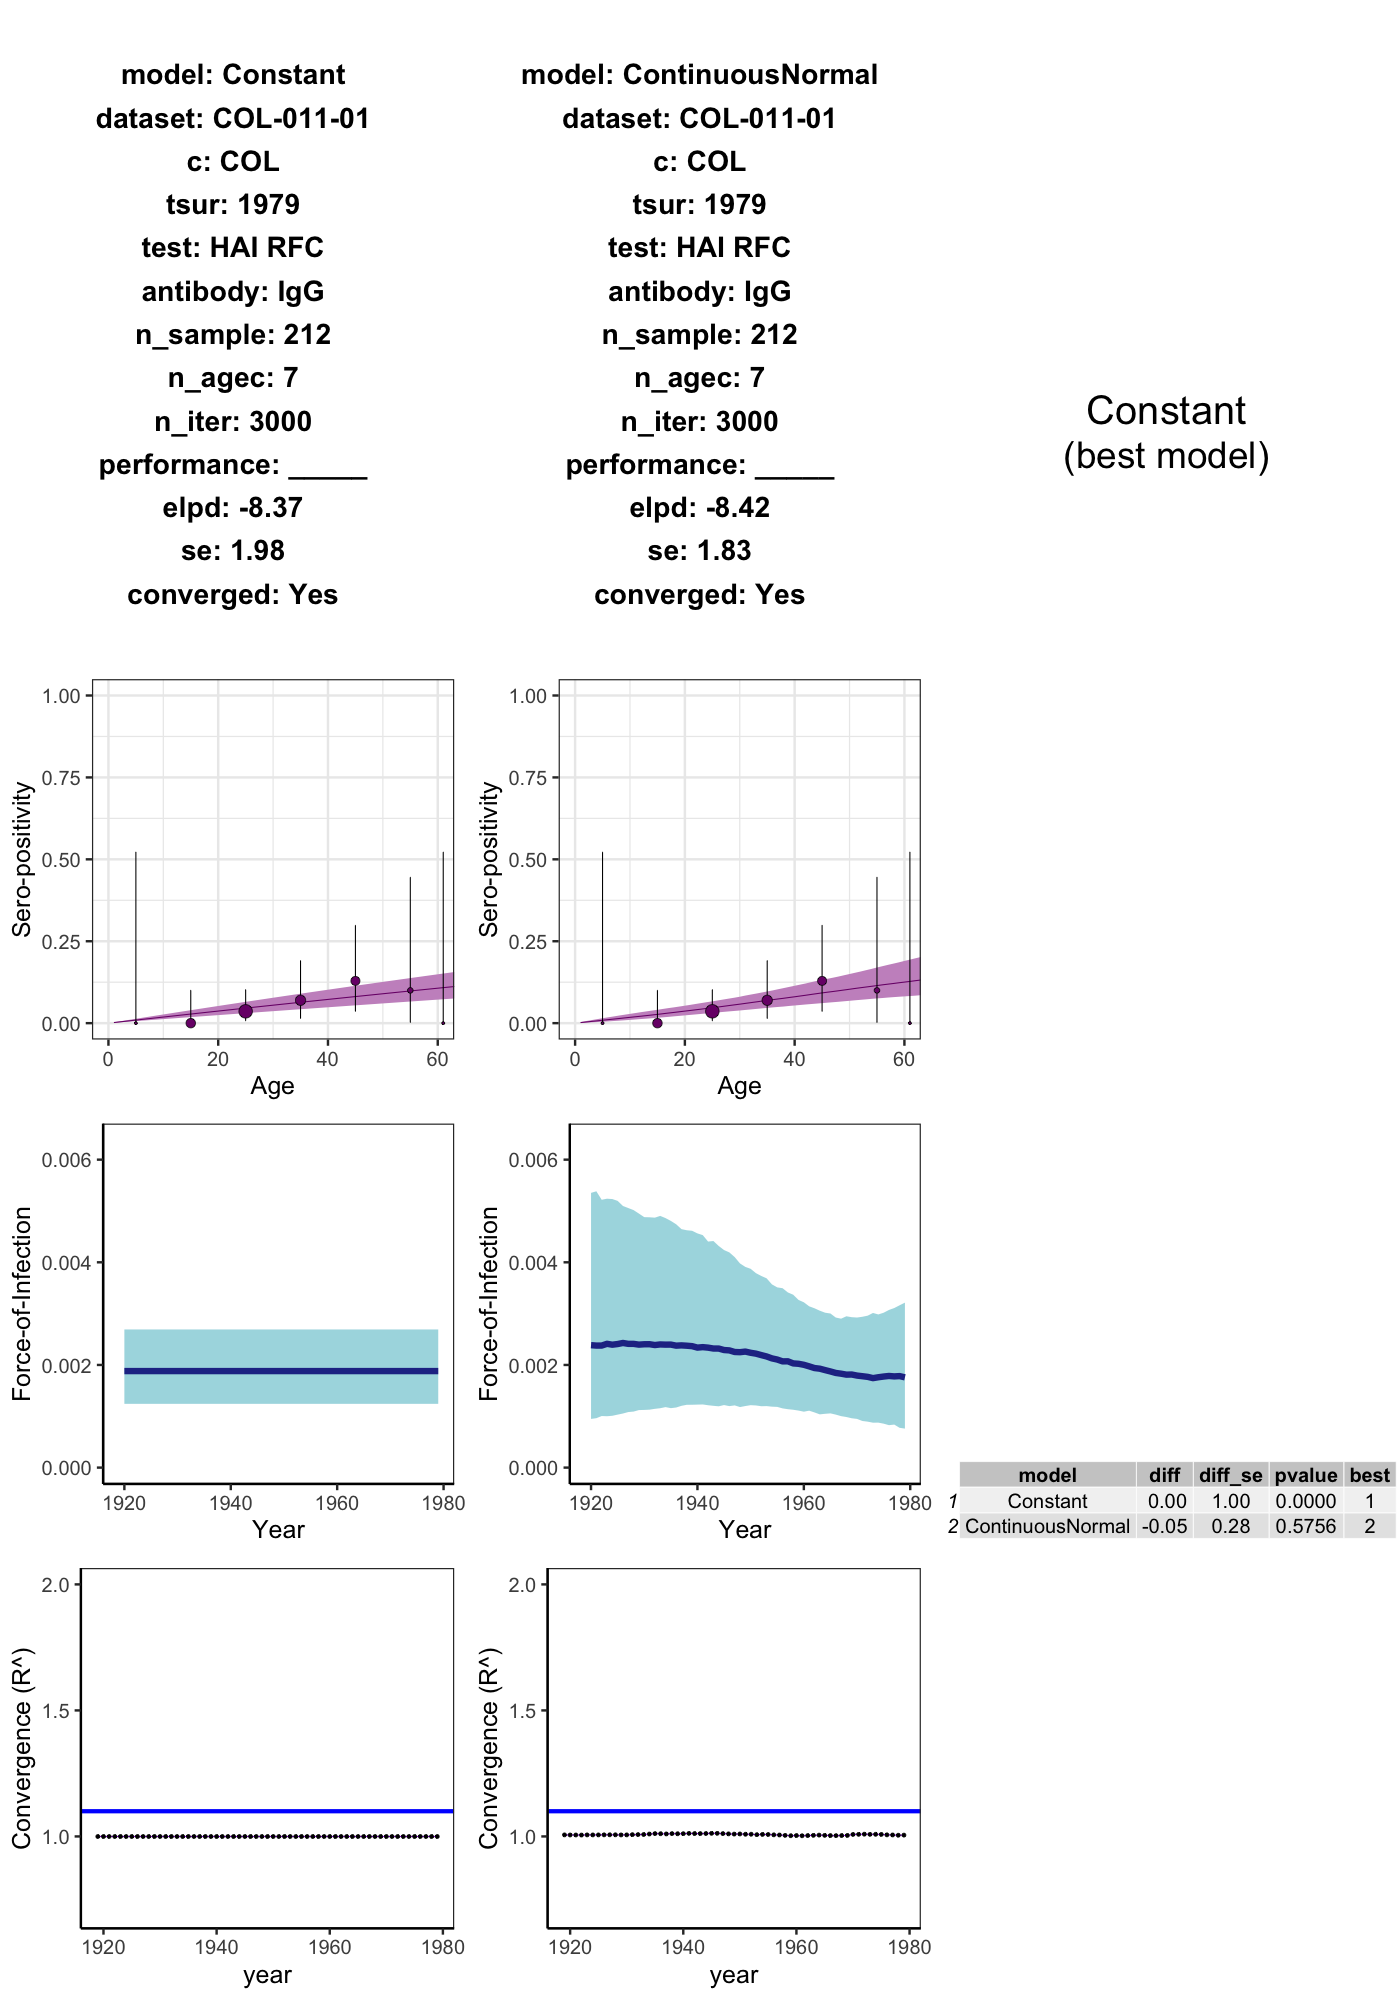 model: Constant
dataset: COL-011-01
c: COL
tsur: 1979
test: HAI RFC
antibody: IgG
n_sample: 212
n_agec: 7
n_iter: 3000
performance: _____
elpd: -8.37
se: 1.98
converged: Yes
model: ContinuousNormal
dataset: COL-011-01
c: COL
tsur: 1979
test: HAI RFC
antibody: IgG
n_sample: 212
n_agec: 7
n_iter: 3000
performance: _____
elpd: -8.42
se: 1.83
converged: Yes
Constant
(best model)
Sero-positivity
1.00
0.75
0.50
0.25
0.00
0 20 40 60
Age
Sero-positivity
1.00
0.75
0.50
0.25
0.00
0 20 40 60
Age
Force-of-Infection
0.006
0.004
0.002
0.000
1920 1940 1960 1980
Year
Force-of-Infection
0.006
0.004
0.002
0.000
1920 1940 1960 1980
Year
model diff diff_se pvalue best
1 Constant 0.00 1.00 0.0000 1
2 ContinuousNormal -0.05 0.28 0.5756 2
Convergence (R^)
2.0
1.5
1.0
1920 1940 1960 1980
year
Convergence (R^)
2.0
1.5
1.0
1920 1940 1960 1980
year